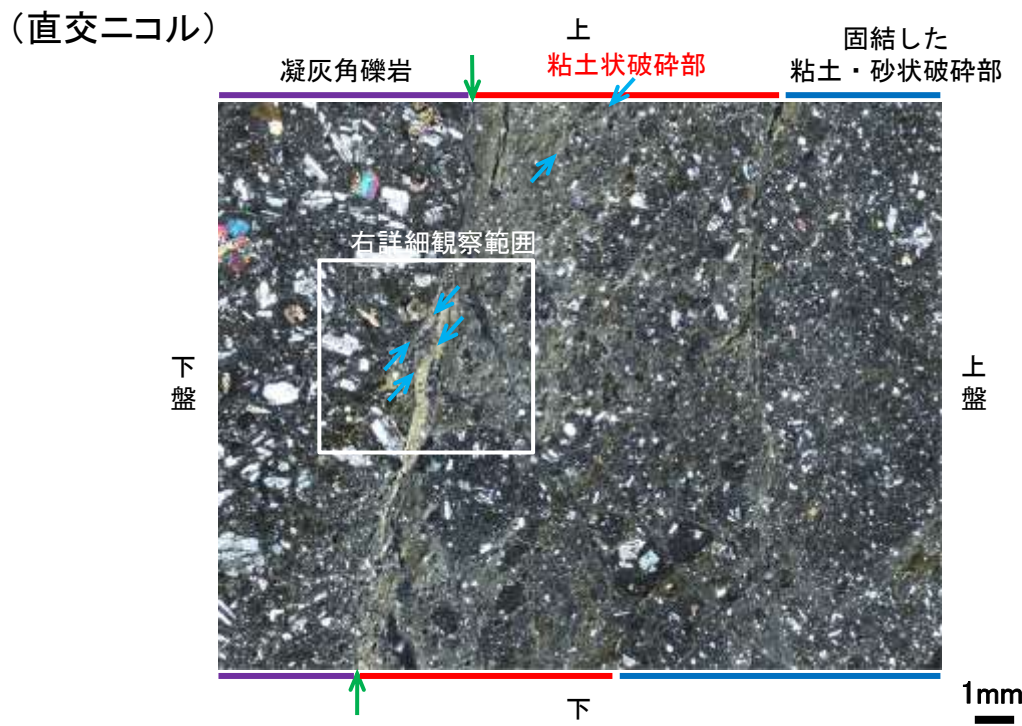 (直交ニコル)
上
固結した
凝灰角礫岩
粘土状破砕部
粘土・砂状破砕部
右詳細観察範囲
下
盤
上
盤
下
1mm